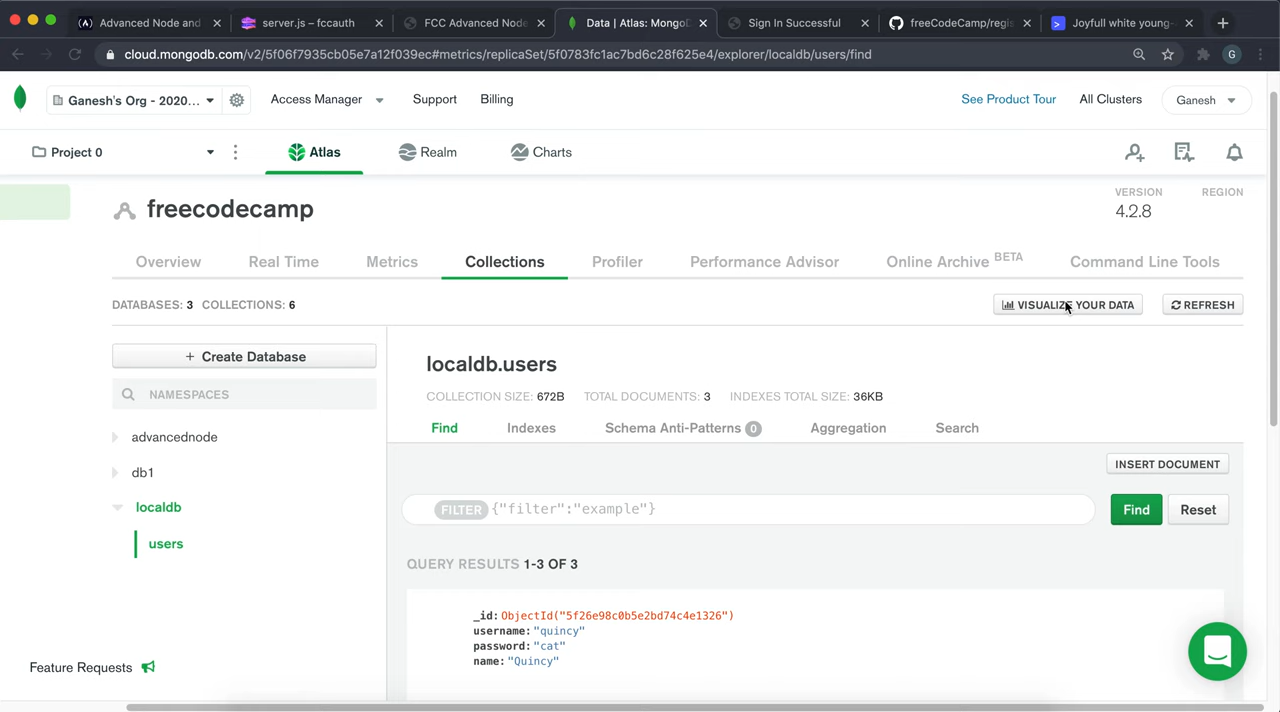 Advanced Node and
server.js – fccauth
FCC Advanced Node
Data | Atlas: MongoD
Sign In Successful
freeCodeCamp/regis
Joyfull white young-
cloud.mongodb.com/v2/5f06f7935cb05e7a12f039ec#metrics/replicaSet/5f0783fc1ac7bd6c28f625e4/explorer/localdb/users/find
G
Ganesh's Org - 2020...
Access Manager
Support
Billing
See Product Tour
All Clusters
Ganesh
Project 0
Atlas
Realm
Charts
freecodecamp
VERSION
REGION
4.2.8
Overview
Real Time
Metrics
Collections
Profiler
Performance Advisor
Online Archive BETA
Command Line Tools
DATABASES: 3 COLLECTIONS: 6
VISUALIZE YOUR DATA
REFRESH
+ Create Database
NAMESPACES
advancednode
db1
localdb
users
localdb.users
COLLECTION SIZE: 672B TOTAL DOCUMENTS: 3 INDEXES TOTAL SIZE: 36KB
Find
Indexes
Schema Anti-Patterns 0
Aggregation
Search
INSERT DOCUMENT
FILTER {"filter":"example"}
Find
Reset
QUERY RESULTS 1-3 OF 3
_id: ObjectId("5f26e98c0b5e2bd74c4e1326")
username: "quincy"
password: "cat"
name: "Quincy"
Feature Requests